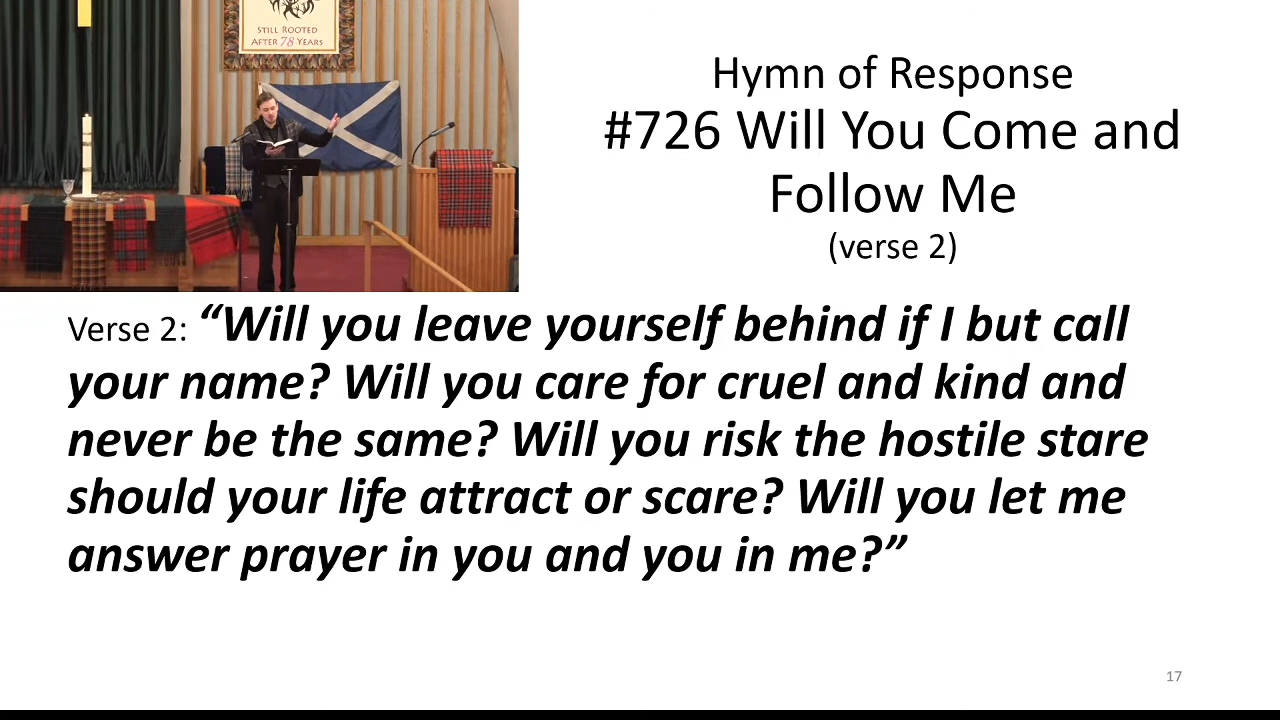 STILL ROOTED
AFTER 78 YEARS
Hymn of Response
#726 Will You Come and
Follow Me
(verse 2)
Verse 2: “Will you leave yourself behind if I but call
your name? Will you care for cruel and kind and
never be the same? Will you risk the hostile stare
should your life attract or scare? Will you let me
answer prayer in you and you in me?”
17